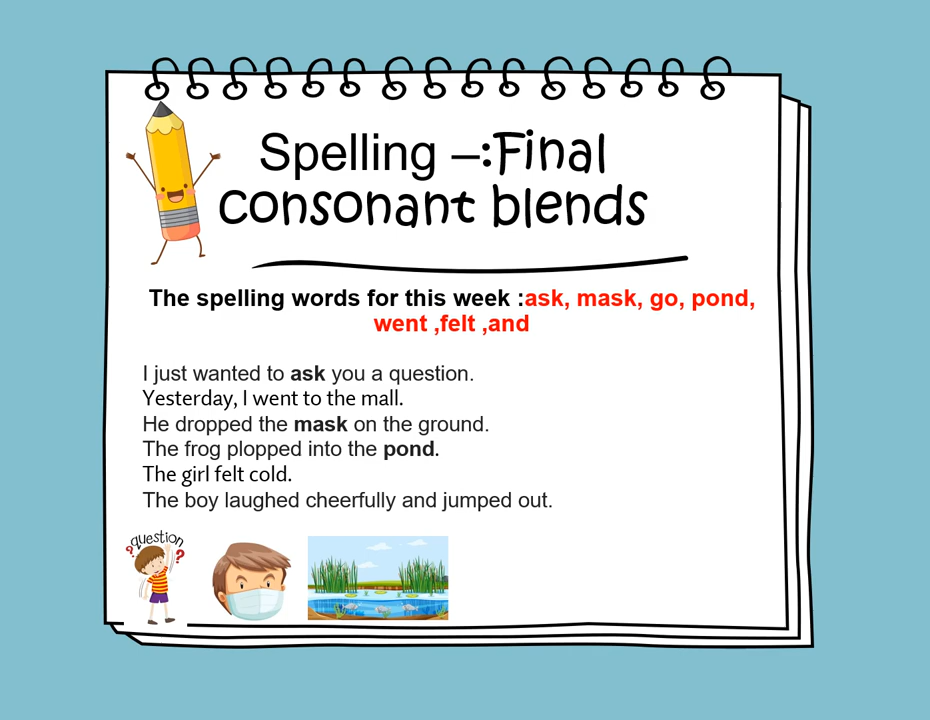 Spelling –:Final
consonant blends
The spelling words for this week :ask, mask, go, pond,
went ,felt ,and
I just wanted to ask you a question.
Yesterday, I went to the mall.
He dropped the mask on the ground.
The frog plopped into the pond.
The girl felt cold.
The boy laughed cheerfully and jumped out.
question
? ?